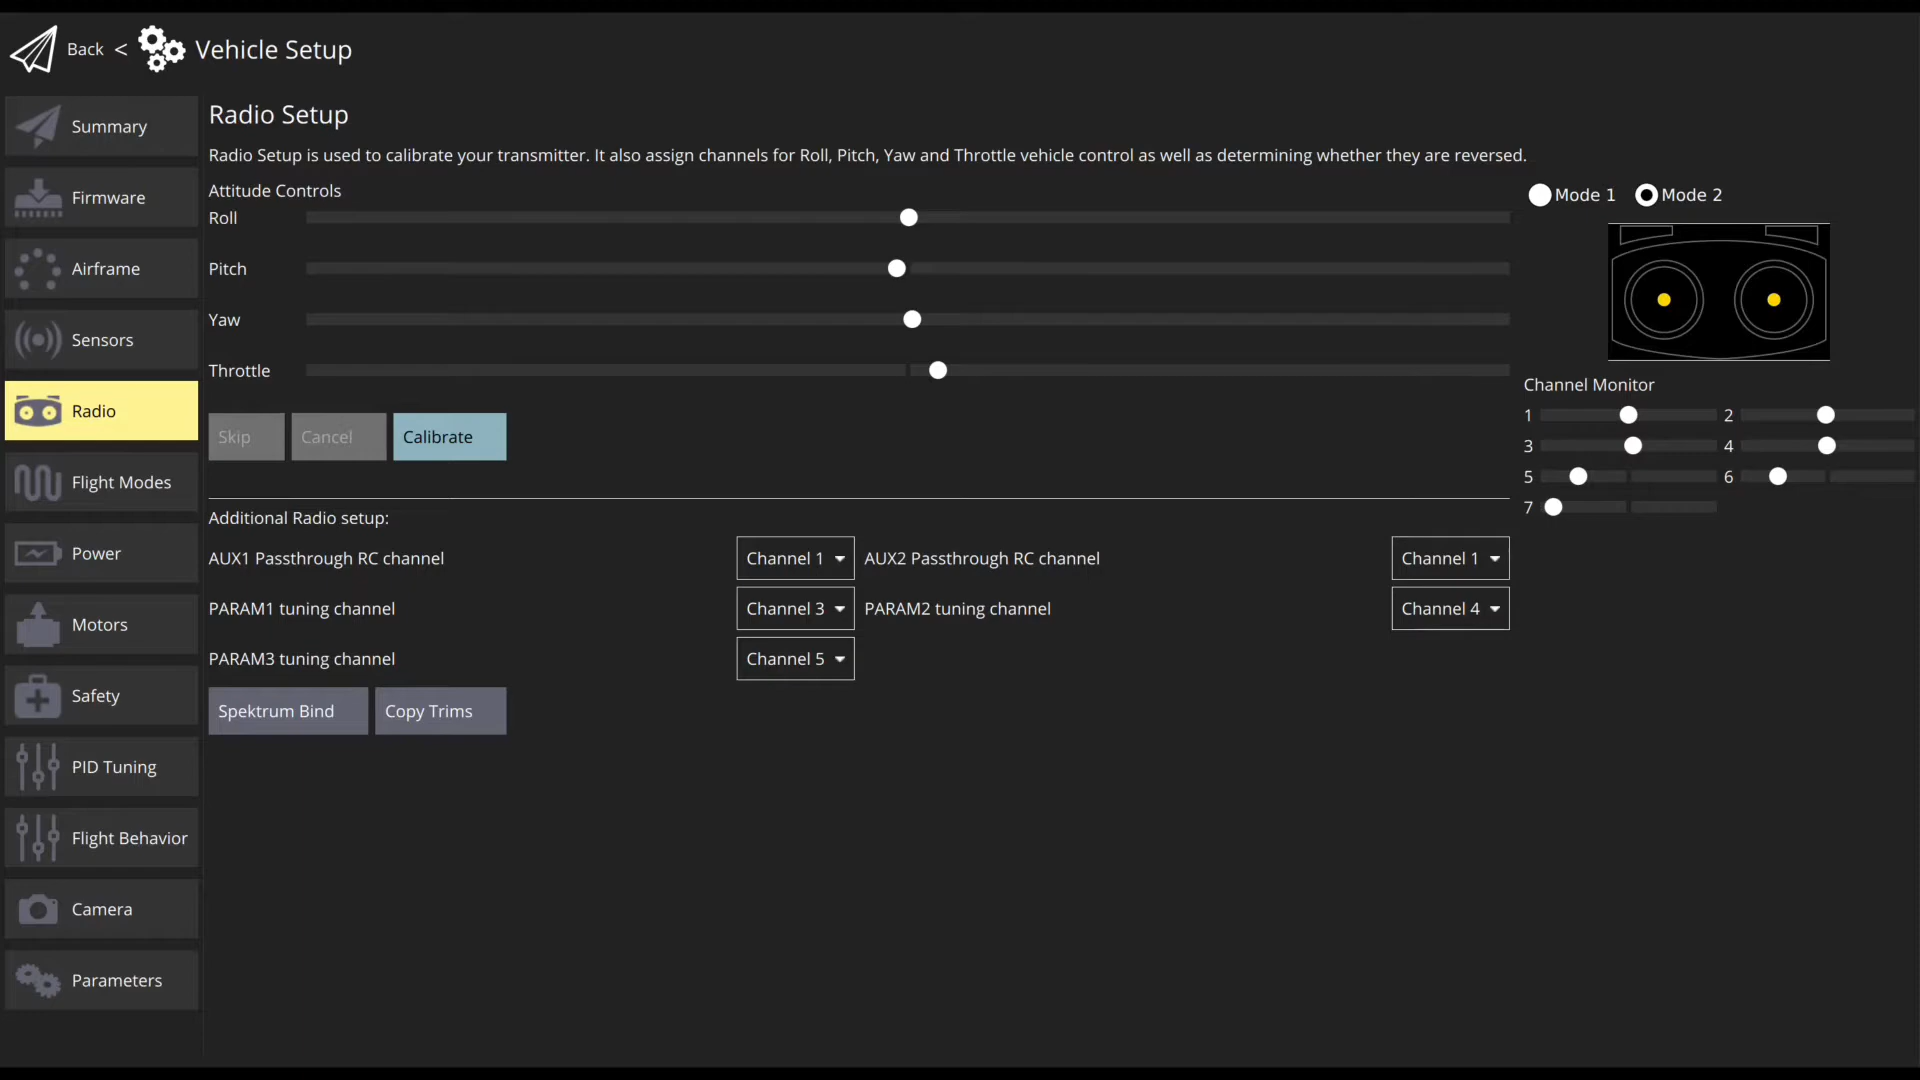 Back < Vehicle Setup
Summary
Firmware
Airframe
Sensors
Radio
Flight Modes
Power
Motors
Safety
PID Tuning
Flight Behavior
Camera
Parameters
Radio Setup
Radio Setup is used to calibrate your transmitter. It also assign channels for Roll, Pitch, Yaw and Throttle vehicle control as well as determining whether they are reversed.
Attitude Controls
Roll
Pitch
Yaw
Throttle
Skip Cancel Calibrate
Additional Radio setup:
AUX1 Passthrough RC channel Channel 1 AUX2 Passthrough RC channel Channel 1
PARAM1 tuning channel Channel 3 PARAM2 tuning channel Channel 4
PARAM3 tuning channel Channel 5
Spektrum Bind Copy Trims
Mode 1 Mode 2
Channel Monitor
1 2
3 4
5 6
7